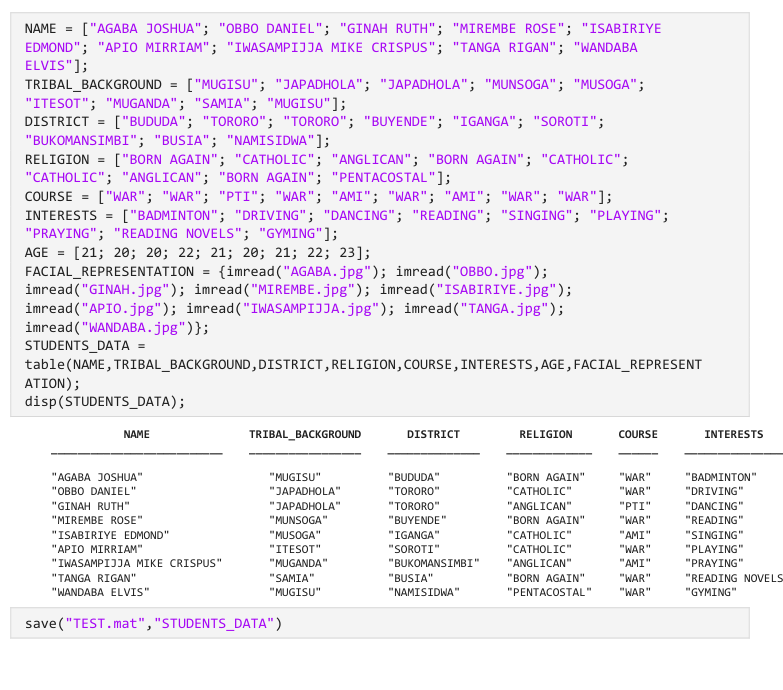 NAME = ["AGABA JOSHUA"; "OBBO DANIEL"; "GINAH RUTH"; "MIREMBE ROSE"; "ISABIRIYE
EDMOND"; "APIO MIRRIAM"; "IWASAMPIJJA MIKE CRISPUS"; "TANGA RIGAN"; "WANDABA
ELVIS"];
TRIBAL_BACKGROUND = ["MUGISU"; "JAPADHOLA"; "JAPADHOLA"; "MUNSOGA"; "MUSOGA";
"ITESOT"; "MUGANDA"; "SAMIA"; "MUGISU"];
DISTRICT = ["BUDUDA"; "TORORO"; "TORORO"; "BUYENDE"; "IGANGA"; "SOROTI";
"BUKOMANSIMBI"; "BUSIA"; "NAMISIDWA"];
RELIGION = ["BORN AGAIN"; "CATHOLIC"; "ANGLICAN"; "BORN AGAIN"; "CATHOLIC";
"CATHOLIC"; "ANGLICAN"; "BORN AGAIN"; "PENTACOSTAL"];
COURSE = ["WAR"; "WAR"; "PTI"; "WAR"; "AMI"; "WAR"; "AMI"; "WAR"; "WAR"];
INTERESTS = ["BADMINTON"; "DRIVING"; "DANCING"; "READING"; "SINGING"; "PLAYING";
"PRAYING"; "READING NOVELS"; "GYMING"];
AGE = [21; 20; 20; 22; 21; 20; 21; 22; 23];
FACIAL_REPRESENTATION = {imread("AGABA.jpg"); imread("OBBO.jpg");
imread("GINAH.jpg"); imread("MIREMBE.jpg"); imread("ISABIRIYE.jpg");
imread("APIO.jpg"); imread("IWASAMPIJJA.jpg"); imread("TANGA.jpg");
imread("WANDABA.jpg")};
STUDENTS_DATA =
table(NAME,TRIBAL_BACKGROUND,DISTRICT,RELIGION,COURSE,INTERESTS,AGE,FACIAL_REPRESENT
ATION);
disp(STUDENTS_DATA);
NAME TRIBAL_BACKGROUND DISTRICT RELIGION COURSE INTERESTS
"AGABA JOSHUA" "MUGISU" "BUDUDA" "BORN AGAIN" "WAR" "BADMINTON"
"OBBO DANIEL" "JAPADHOLA" "TORORO" "CATHOLIC" "WAR" "DRIVING"
"GINAH RUTH" "JAPADHOLA" "TORORO" "ANGLICAN" "PTI" "DANCING"
"MIREMBE ROSE" "MUNSOGA" "BUYENDE" "BORN AGAIN" "WAR" "READING"
"ISABIRIYE EDMOND" "MUSOGA" "IGANGA" "CATHOLIC" "AMI" "SINGING"
"APIO MIRRIAM" "ITESOT" "SOROTI" "CATHOLIC" "WAR" "PLAYING"
"IWASAMPIJJA MIKE CRISPUS" "MUGANDA" "BUKOMANSIMBI" "ANGLICAN" "AMI" "PRAYING"
"TANGA RIGAN" "SAMIA" "BUSIA" "BORN AGAIN" "WAR" "READING NOVELS
"WANDABA ELVIS" "MUGISU" "NAMISIDWA" "PENTACOSTAL" "WAR" "GYMING"
save("TEST.mat","STUDENTS_DATA")